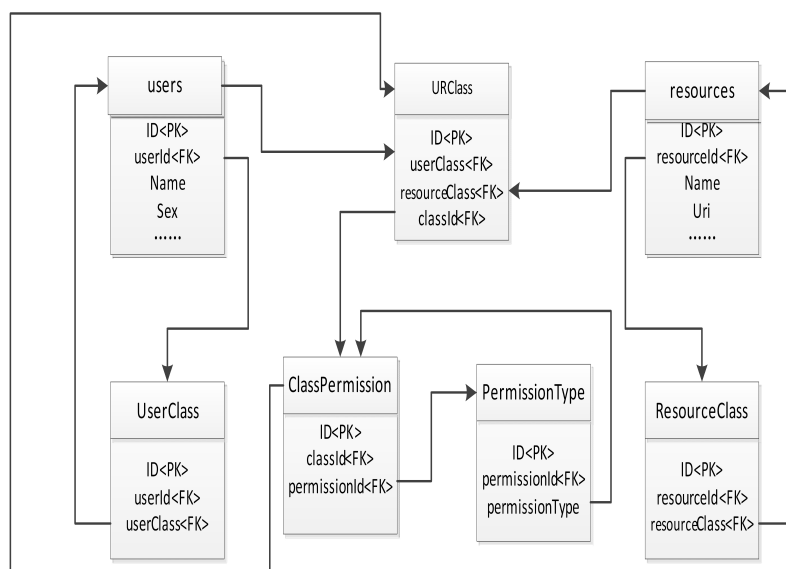 users
ID<PK>
userId<FK>
Name
Sex
......
URClass
ID<PK>
userClass<FK>
resourceClass<FK>
classId<FK>
resources
ID<PK>
resourceId<FK>
Name
Uri
......
UserClass
ID<PK>
userId<FK>
userClass<FK>
ClassPermission
ID<PK>
classId<FK>
permissionId<FK>
PermissionType
ID<PK>
permissionId<FK>
permissionType
ResourceClass
ID<PK>
resourceId<FK>
resourceClass<FK>